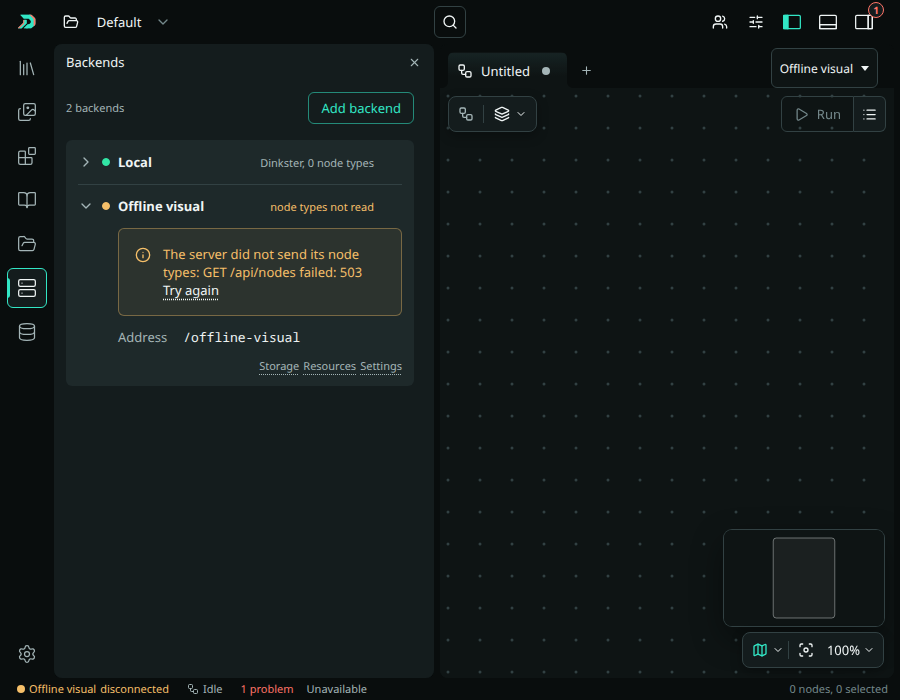 Default
1
Backends
2 backends
Add backend
Local
Dinkster, 0 node types
Offline visual
node types not read
The server did not send its node
types: GET /api/nodes failed: 503
Try again
Address /offline-visual
Storage Resources Settings
Untitled
Offline visual
Run
100%
Offline visual disconnected
Idle
1 problem
Unavailable
0 nodes, 0 selected